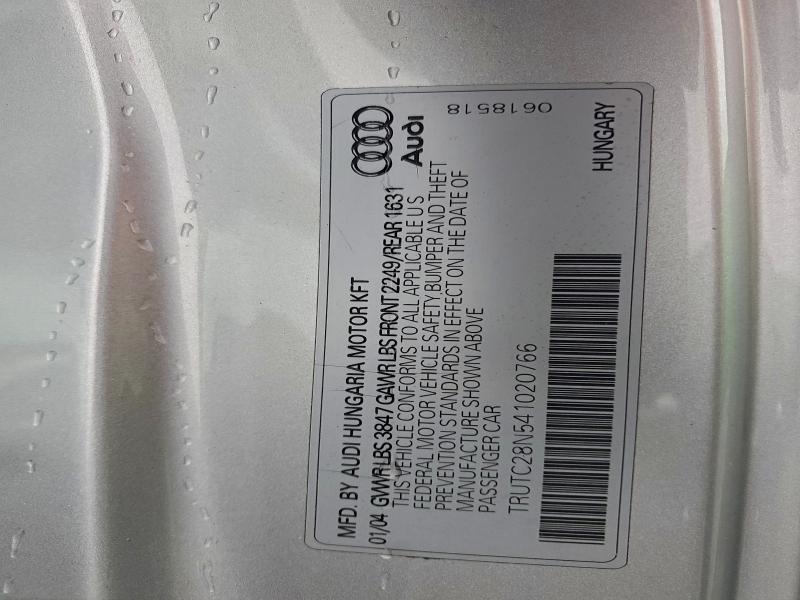 MFD. BY AUDI HUNGARIA MOTOR KFT
01/04 GVWR LBS 3847 GAWR LBS FRONT 2249/REAR 1631
THIS VEHICLE CONFORMS TO ALL APPLICABLE U S
FEDERAL MOTOR VEHICLE SAFETY BUMPER AND THEFT
PREVENTION STANDARDS IN EFFECT ON THE DATE OF
MANUFACTURE SHOWN ABOVE
PASSENGER CAR
TRUTC28N541020766
Audi
0618518
HUNGARY